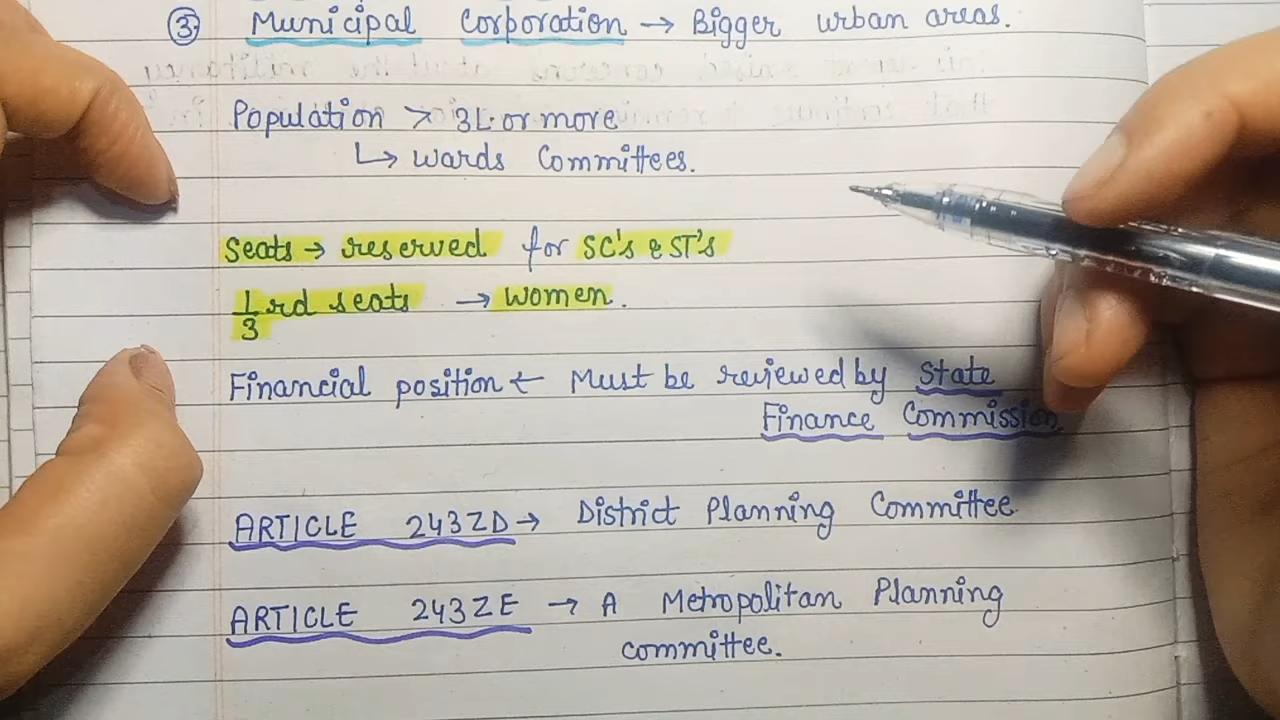 ③ Municipal Corporation → Bigger urban areas.
Population > 3L or more
↳ wards Committees.
Seats → reserved for SC's & ST'S
1/3 rd seats → women.
Financial position ← Must be reviewed by State
Finance Commission.
ARTICLE 243ZD → District Planning Committee
ARTICLE 243ZE → A Metropolitan Planning
committee.